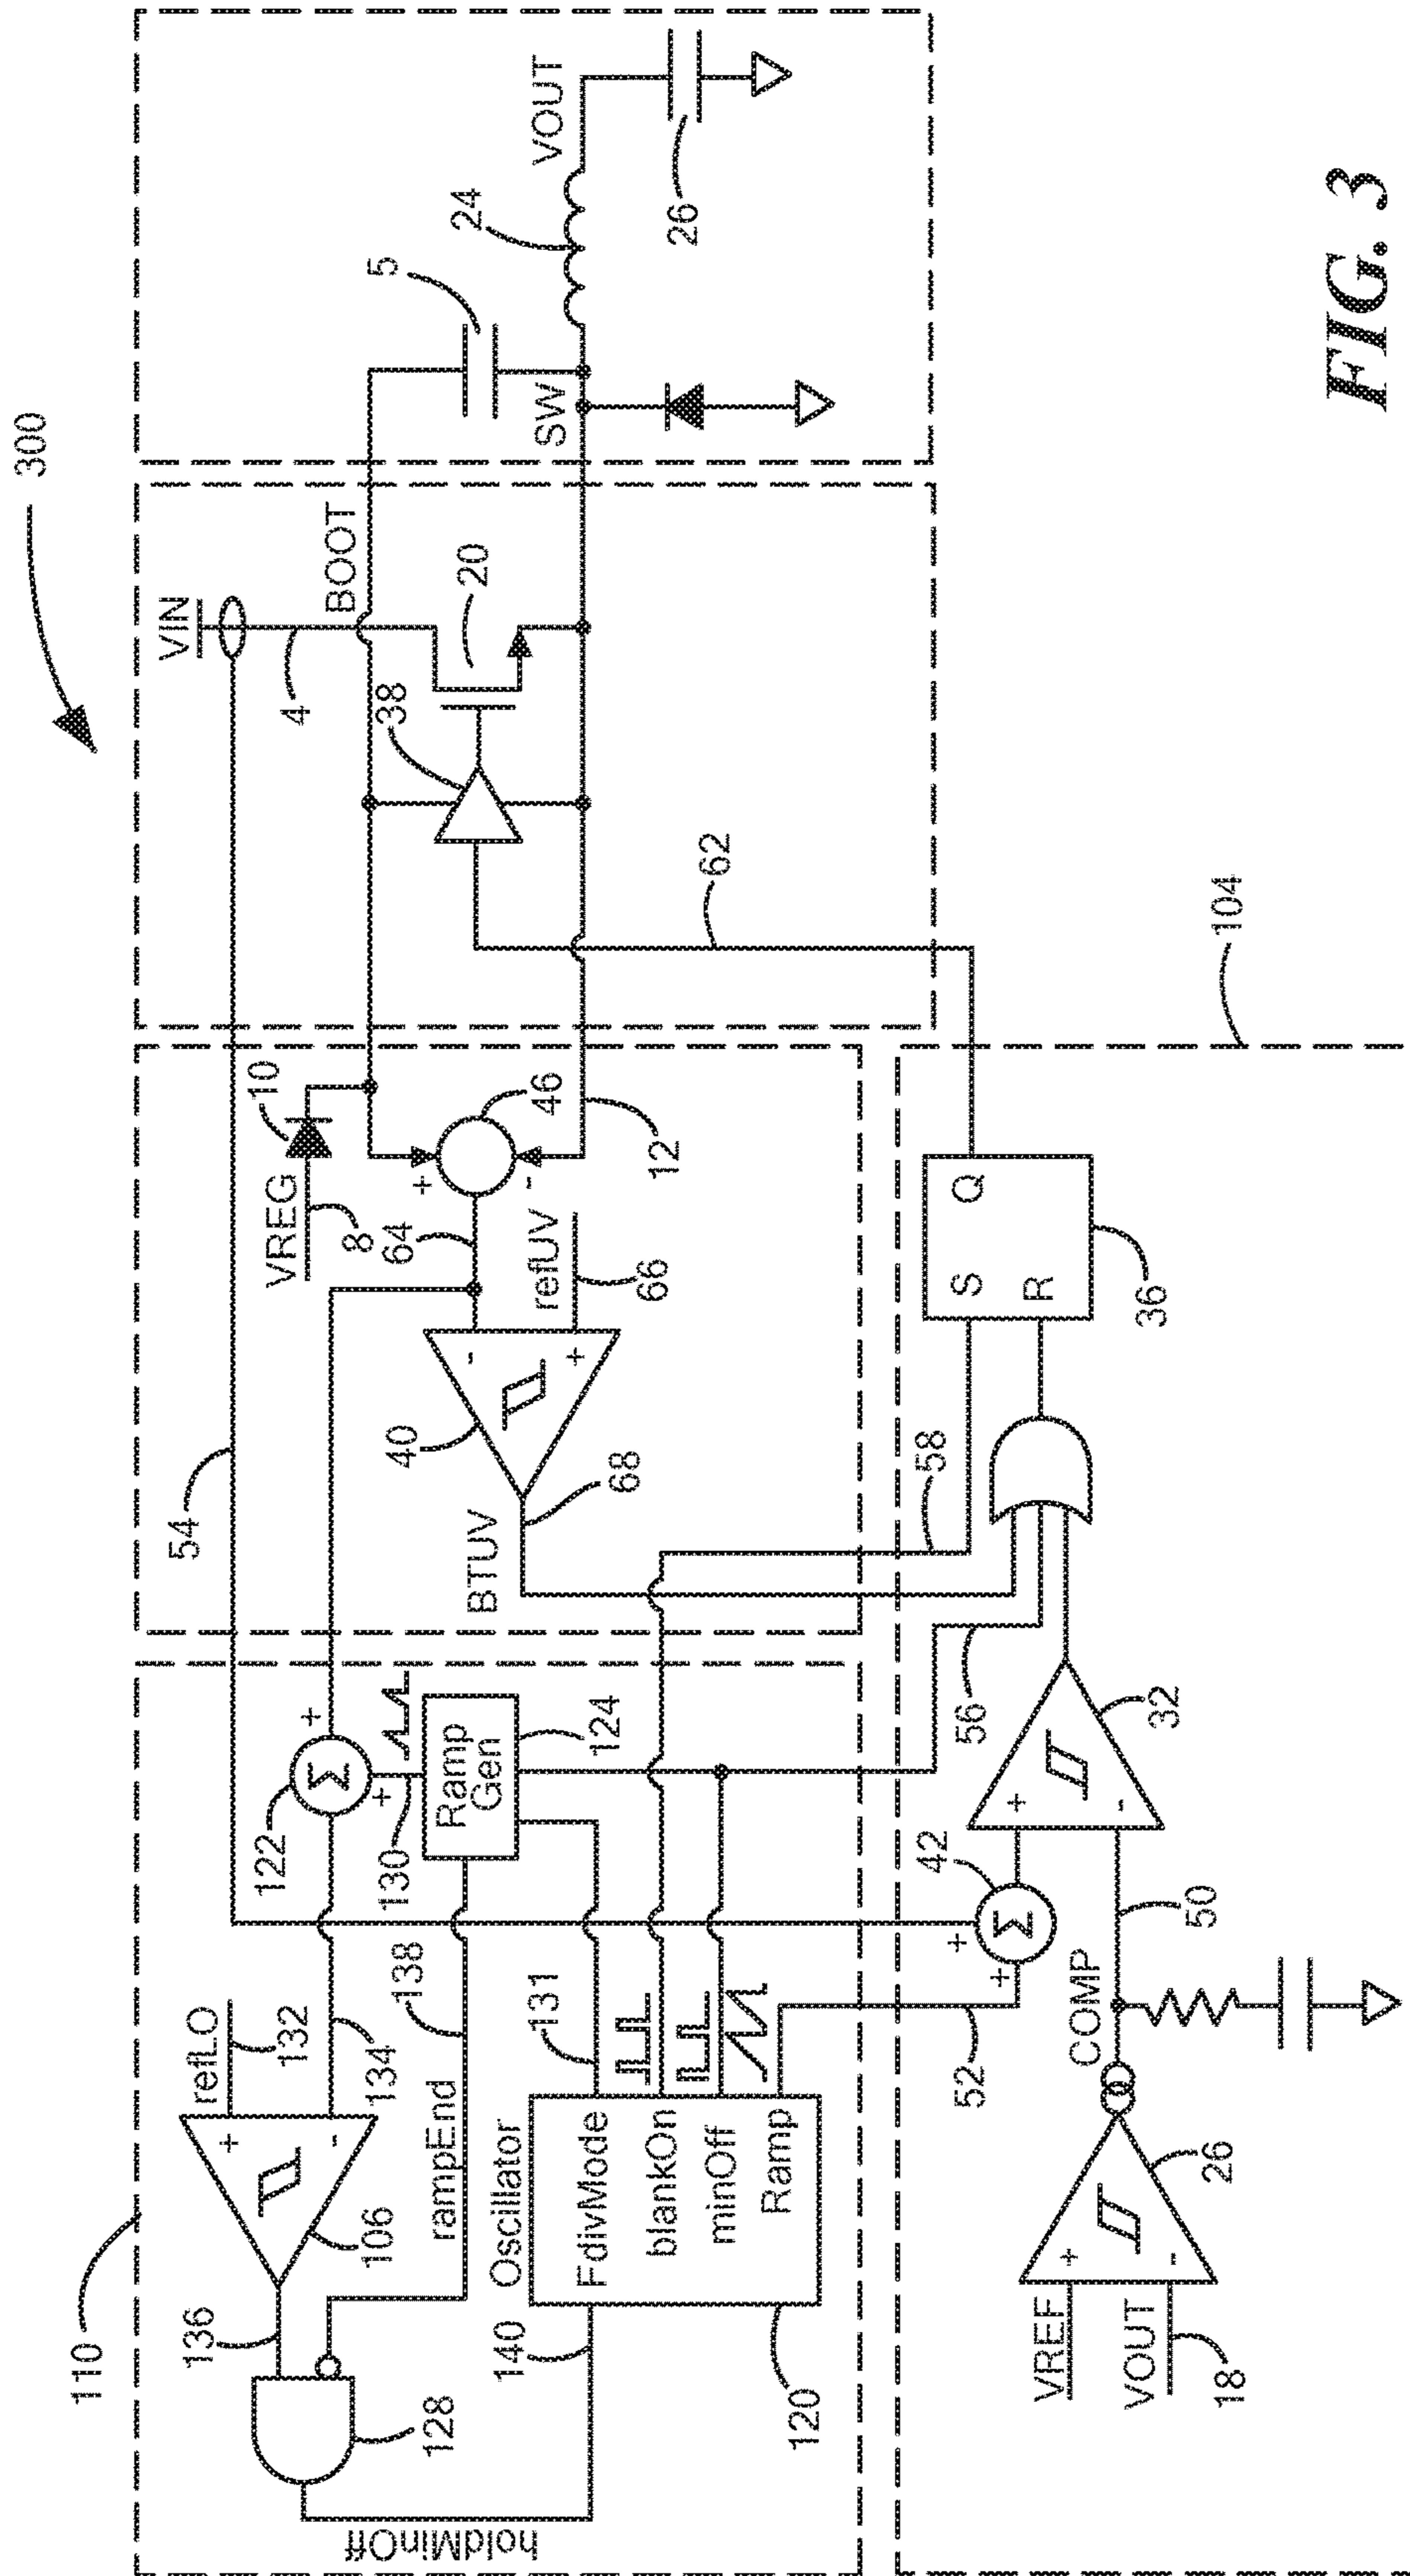 300
110
136
refLO
132
106
134
128
holdMinOff
140
rampEnd
138
Oscillator
FdivMode
blankOn
minOff
Ramp
120
131
122
+
+
130
Ramp
Gen
124
+
-
54
VREG
8
10
64
+
-
46
12
refUV
66
-
+
40
68
BTUV
VIN
4
BOOT
38
20
62
5
24
SW
VOUT
26
104
VREF
VOUT
18
+
-
26
COMP
50
52
42
+
+
Σ
Σ
+
-
32
56
58
S
R
Q
36
FIG. 3